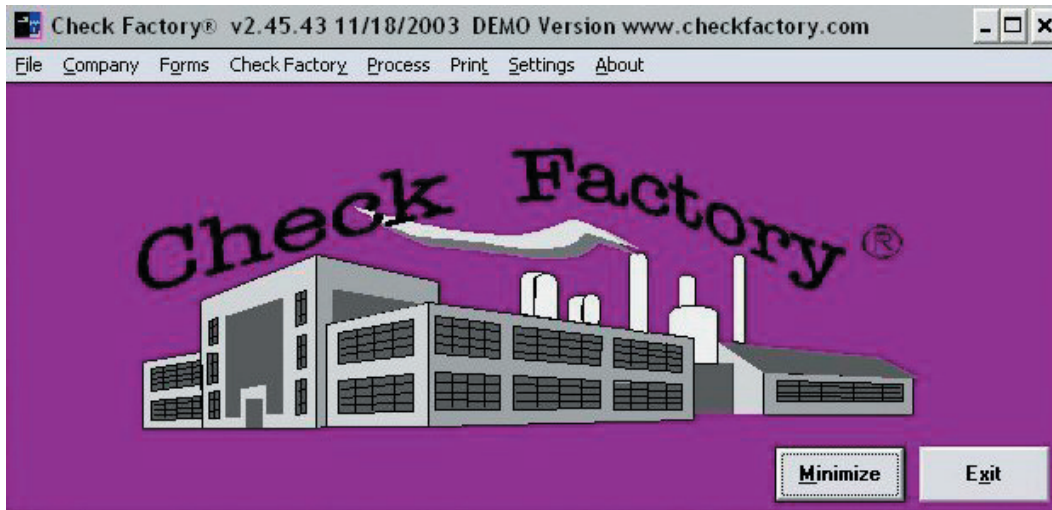 Check Factory® v2.45.43 11/18/2003 DEMO Version www.checkfactory.com
File Company Forms Check Factory Process Print Settings About
Check Factory ®
Minimize Exit